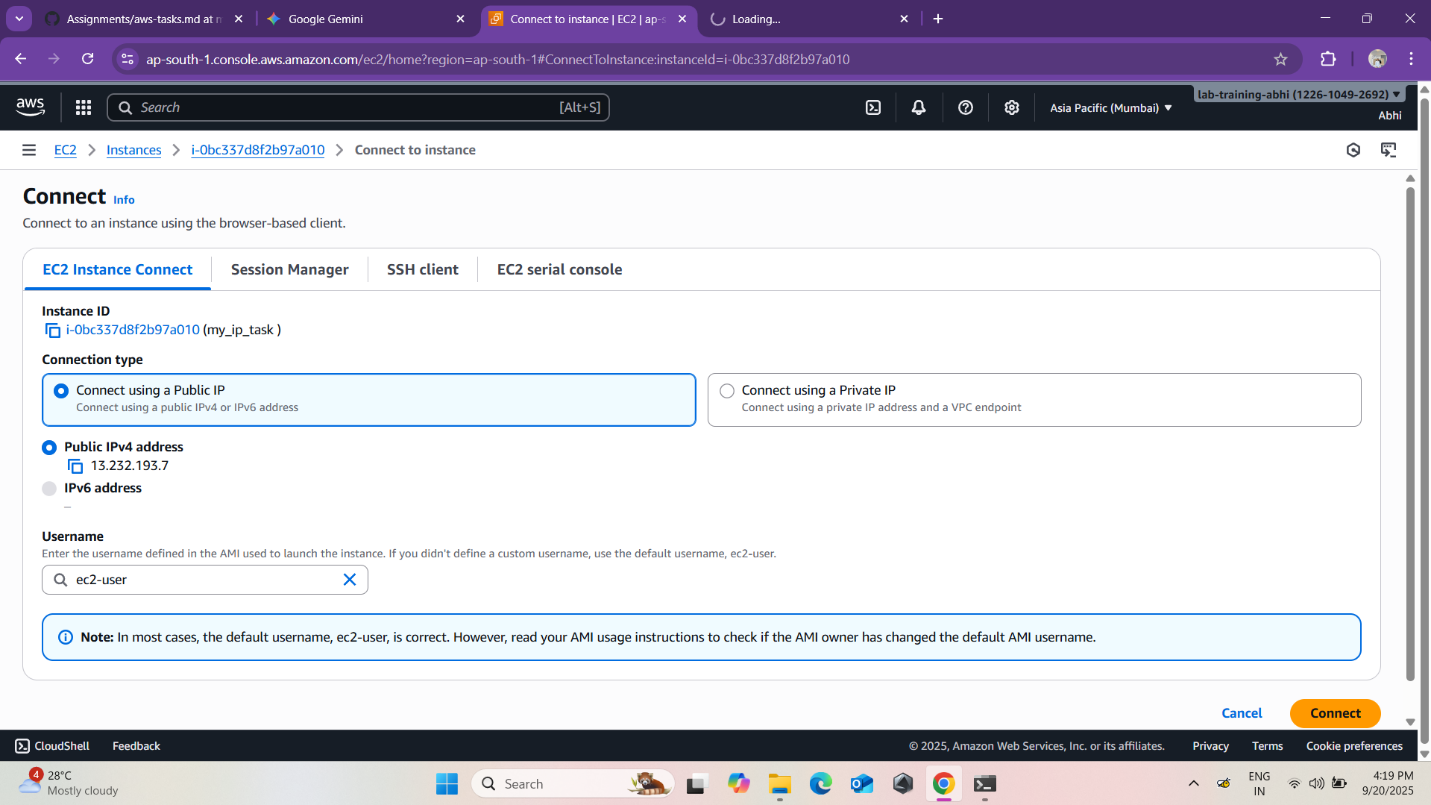 Assignments/aws-tasks.md at n
Google Gemini
Connect to instance | EC2 | ap-s
Loading...
ap-south-1.console.aws.amazon.com/ec2/home?region=ap-south-1#ConnectToInstance:instanceId=i-0bc337d8f2b97a010
aws
Search
[Alt+S]
Asia Pacific (Mumbai)
lab-training-abhi (1226-1049-2692)
Abhi
EC2
Instances
i-0bc337d8f2b97a010
Connect to instance
Connect
Info
Connect to an instance using the browser-based client.
EC2 Instance Connect
Session Manager
SSH client
EC2 serial console
Instance ID
i-0bc337d8f2b97a010 (my_ip_task )
Connection type
Connect using a Public IP
Connect using a public IPv4 or IPv6 address
Connect using a Private IP
Connect using a private IP address and a VPC endpoint
Public IPv4 address
13.232.193.7
IPv6 address
–
Username
Enter the username defined in the AMI used to launch the instance. If you didn't define a custom username, use the default username, ec2-user.
ec2-user
Note: In most cases, the default username, ec2-user, is correct. However, read your AMI usage instructions to check if the AMI owner has changed the default AMI username.
Cancel
Connect
CloudShell
Feedback
© 2025, Amazon Web Services, Inc. or its affiliates.
Privacy
Terms
Cookie preferences
4
28°C
Mostly cloudy
Search
ENG
IN
4:19 PM
9/20/2025